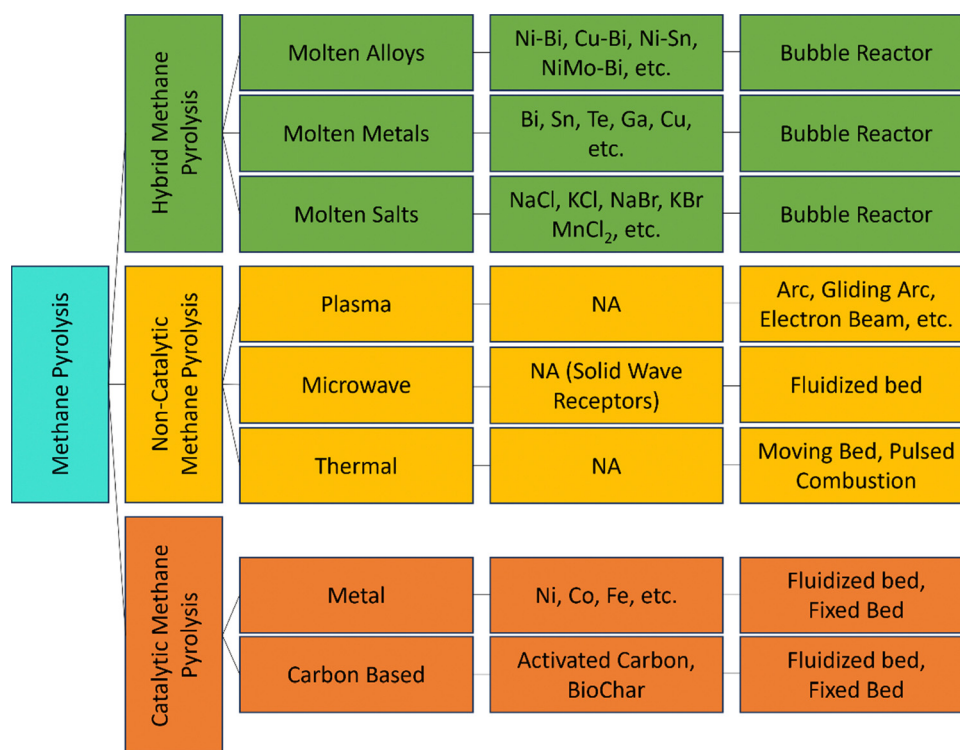 Methane Pyrolysis
Hybrid Methane
Pyrolysis
Molten Alloys
Ni-Bi, Cu-Bi, Ni-Sn,
NiMo-Bi, etc.
Bubble Reactor
Molten Metals
Bi, Sn, Te, Ga, Cu,
etc.
Bubble Reactor
Molten Salts
NaCl, KCl, NaBr, KBr
MnCl₂, etc.
Bubble Reactor
Non-Catalytic
Methane Pyrolysis
Plasma
NA
Arc, Gliding Arc,
Electron Beam, etc.
Microwave
NA (Solid Wave
Receptors)
Fluidized bed
Thermal
NA
Moving Bed, Pulsed
Combustion
Catalytic Methane
Pyrolysis
Metal
Ni, Co, Fe, etc.
Fluidized bed,
Fixed Bed
Carbon Based
Activated Carbon,
BioChar
Fluidized bed,
Fixed Bed